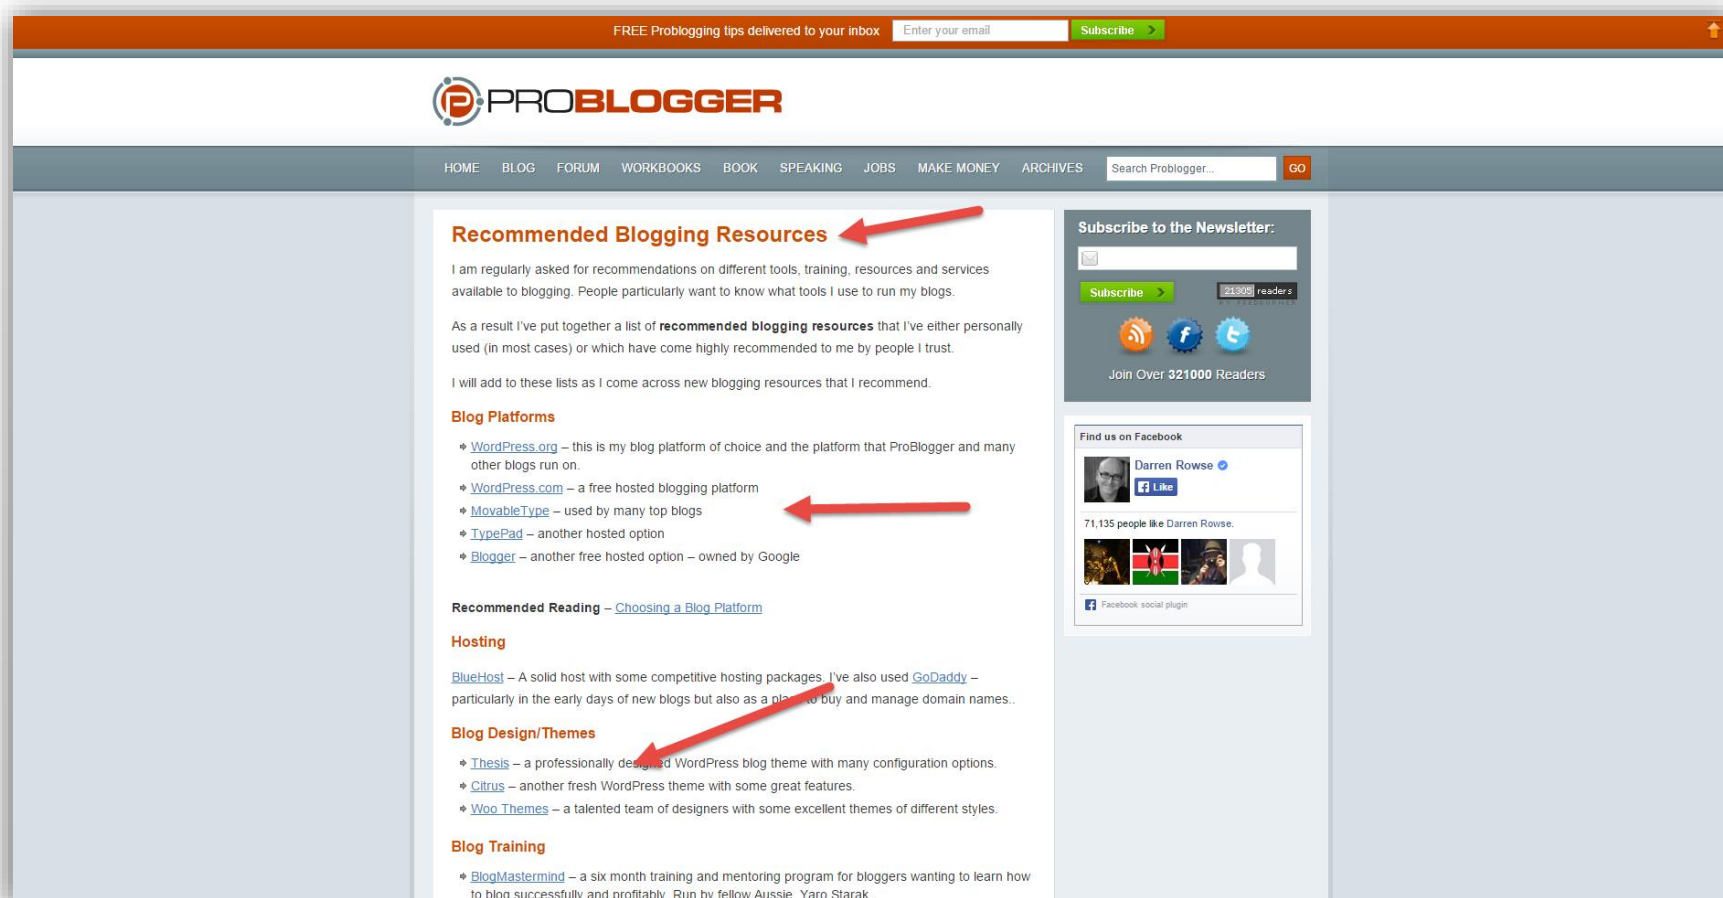 FREE Problogging tips delivered to your inbox Enter your email Subscribe
PROBLOGGER
HOME BLOG FORUM WORKBOOKS BOOK SPEAKING JOBS MAKE MONEY ARCHIVES Search Problogger... GO
Recommended Blogging Resources
I am regularly asked for recommendations on different tools, training, resources and services
available to blogging. People particularly want to know what tools I use to run my blogs.
As a result I've put together a list of recommended blogging resources that I've either personally
used (in most cases) or which have come highly recommended to me by people I trust.
I will add to these lists as I come across new blogging resources that I recommend.
Blog Platforms
WordPress.org – this is my blog platform of choice and the platform that ProBlogger and many
other blogs run on.
WordPress.com – a free hosted blogging platform
MovableType – used by many top blogs
TypePad – another hosted option
Blogger – another free hosted option – owned by Google
Recommended Reading – Choosing a Blog Platform
Hosting
BlueHost – A solid host with some competitive hosting packages. I've also used GoDaddy –
particularly in the early days of new blogs but also as a place to buy and manage domain names..
Blog Design/Themes
Thesis – a professionally designed WordPress blog theme with many configuration options.
Citrus – another fresh WordPress theme with some great features.
Woo Themes – a talented team of designers with some excellent themes of different styles.
Blog Training
BlogMastermind – a six month training and mentoring program for bloggers wanting to learn how
to blog successfully and profitably. Run by fellow Aussie, Yaro Starak
Subscribe to the Newsletter:
Subscribe
21305 readers
BY FEEDBURNER
Join Over 321000 Readers
Find us on Facebook
Darren Rowse
Like
71,135 people like Darren Rowse.
Facebook social plugin